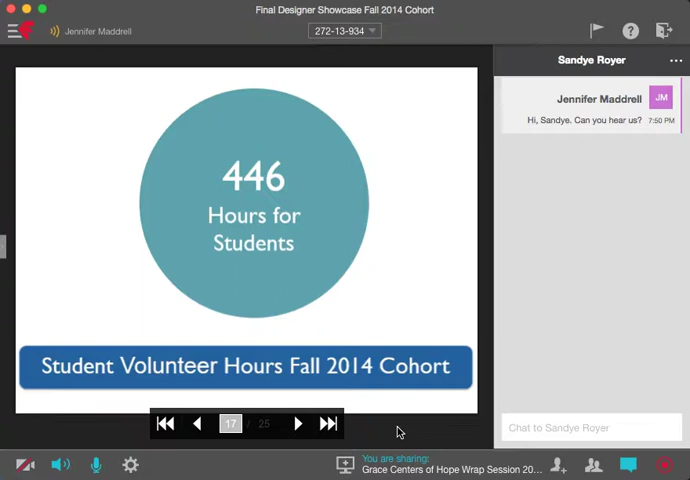 Final Designer Showcase Fall 2014 Cohort
Jennifer Maddrell
272-13-934
?
Sandye Royer
Jennifer Maddrell
JM
Hi, Sandye. Can you hear us?
7:50 PM
446
Hours for
Students
Student Volunteer Hours Fall 2014 Cohort
17 / 25
Chat to Sandye Royer
You are sharing:
Grace Centers of Hope Wrap Session 20...